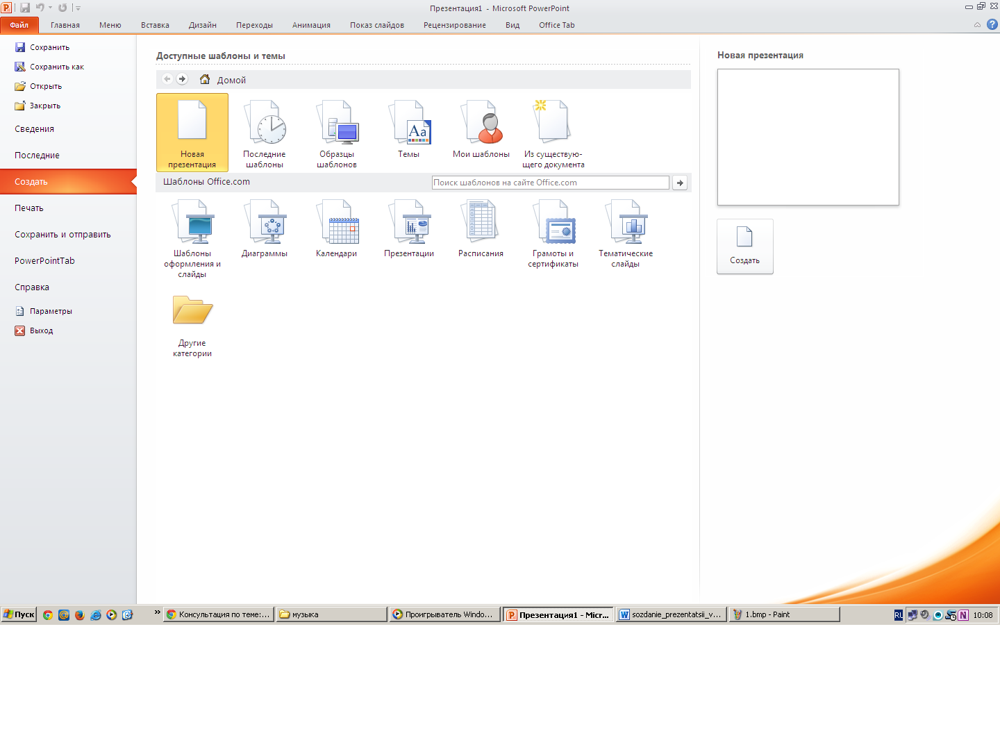 Презентация1 - Microsoft PowerPoint
Файл Главная Меню Вставка Дизайн Переходы Анимация Показ слайдов Рецензирование Вид Office Tab
Сохранить
Сохранить как
Открыть
Закрыть
Сведения
Последние
Создать
Печать
Сохранить и отправить
PowerPointTab
Справка
Параметры
Выход
Доступные шаблоны и темы
Домой
Новая
презентация
Последние
шаблоны
Образцы
шаблонов
Темы
Мои шаблоны
Из существую-
щего документа
Шаблоны Office.com
Поиск шаблонов на сайте Office.com
Шаблоны
оформления и
слайды
Диаграммы
Календари
Презентации
Расписания
Грамоты и
сертификаты
Тематические
слайды
Другие
категории
Новая презентация
Создать
Пуск
Консультация по теме:...
музыка
Проигрыватель Windo...
Презентация1 - Micr...
sozdanie_prezentatsii_v...
1.bmp - Paint
RU
10:08